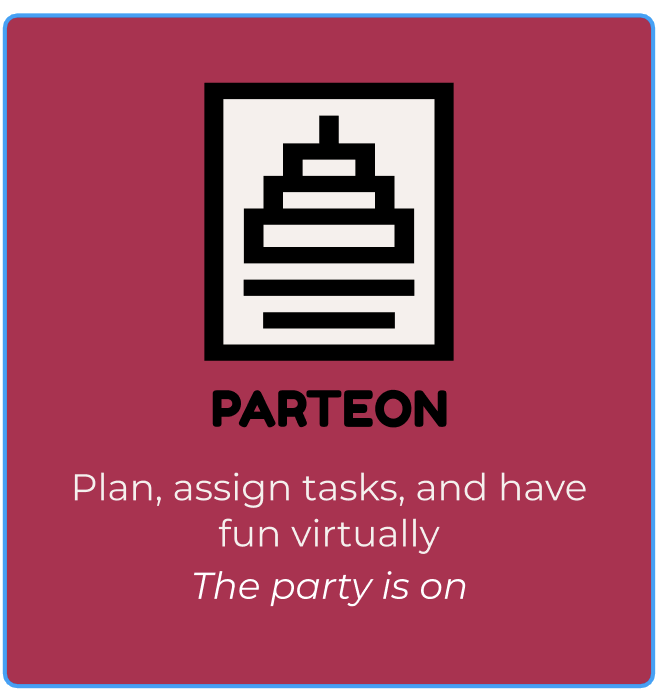 PARTEON
Plan, assign tasks, and have
fun virtually
The party is on